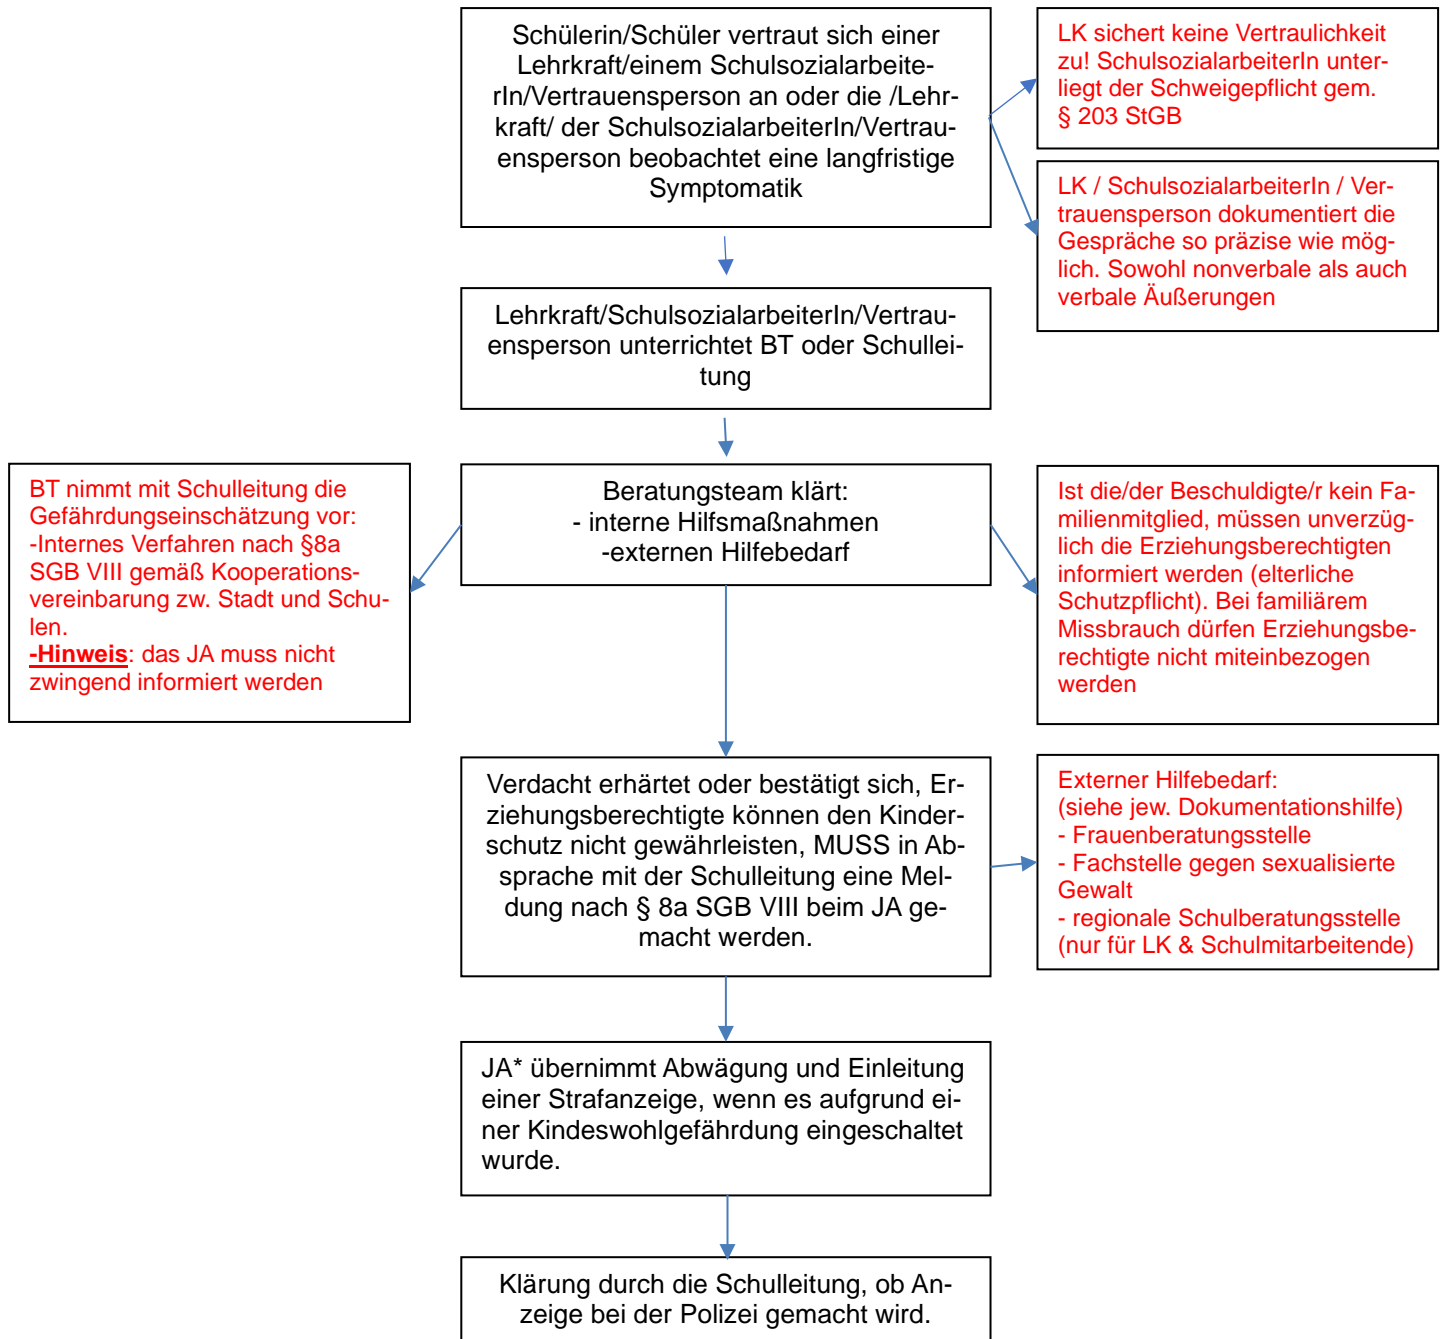 Schülerin/Schüler vertraut sich einer
Lehrkraft/einem Schulsozialarbeite-
rIn/Vertrauensperson an oder die /Lehr-
kraft/ der SchulsozialarbeiterIn/Vertrau-
ensperson beobachtet eine langfristige
Symptomatik
LK sichert keine Vertraulichkeit
zu! SchulsozialarbeiterIn unter-
liegt der Schweigepflicht gem.
§ 203 StGB
LK / SchulsozialarbeiterIn / Ver-
trauensperson dokumentiert die
Gespräche so präzise wie mög-
lich. Sowohl nonverbale als auch
verbale Äußerungen
Lehrkraft/SchulsozialarbeiterIn/Vertrau-
ensperson unterrichtet BT oder Schullei-
tung
BT nimmt mit Schulleitung die
Gefährdungseinschätzung vor:
-Internes Verfahren nach §8a
SGB VIII gemäß Kooperations-
vereinbarung zw. Stadt und Schu-
len.
-Hinweis: das JA muss nicht
zwingend informiert werden
Beratungsteam klärt:
- interne Hilfsmaßnahmen
-externen Hilfebedarf
Ist die/der Beschuldigte/r kein Fa-
milienmitglied, müssen unverzüg-
lich die Erziehungsberechtigten
informiert werden (elterliche
Schutzpflicht). Bei familiärem
Missbrauch dürfen Erziehungsbe-
rechtigte nicht miteinbezogen
werden
Verdacht erhärtet oder bestätigt sich, Er-
ziehungsberechtigte können den Kinder-
schutz nicht gewährleisten, MUSS in Ab-
sprache mit der Schulleitung eine Mel-
dung nach § 8a SGB VIII beim JA ge-
macht werden.
Externer Hilfebedarf:
(siehe jew. Dokumentationshilfe)
- Frauenberatungsstelle
- Fachstelle gegen sexualisierte
Gewalt
- regionale Schulberatungsstelle
(nur für LK & Schulmitarbeitende)
JA* übernimmt Abwägung und Einleitung
einer Strafanzeige, wenn es aufgrund ei-
ner Kindeswohlgefährdung eingeschaltet
wurde.
Klärung durch die Schulleitung, ob An-
zeige bei der Polizei gemacht wird.